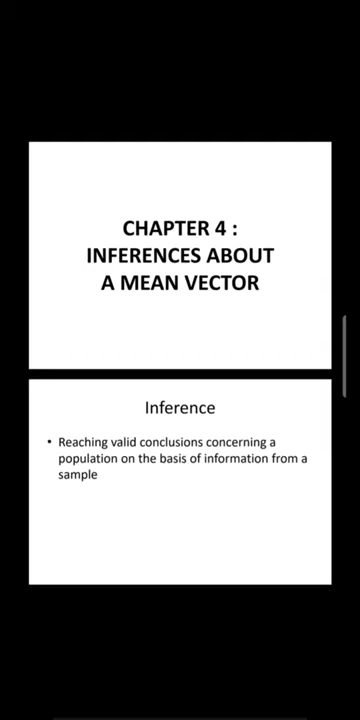 CHAPTER 4 :
INFERENCES ABOUT
A MEAN VECTOR
Inference
• Reaching valid conclusions concerning a
population on the basis of information from a
sample